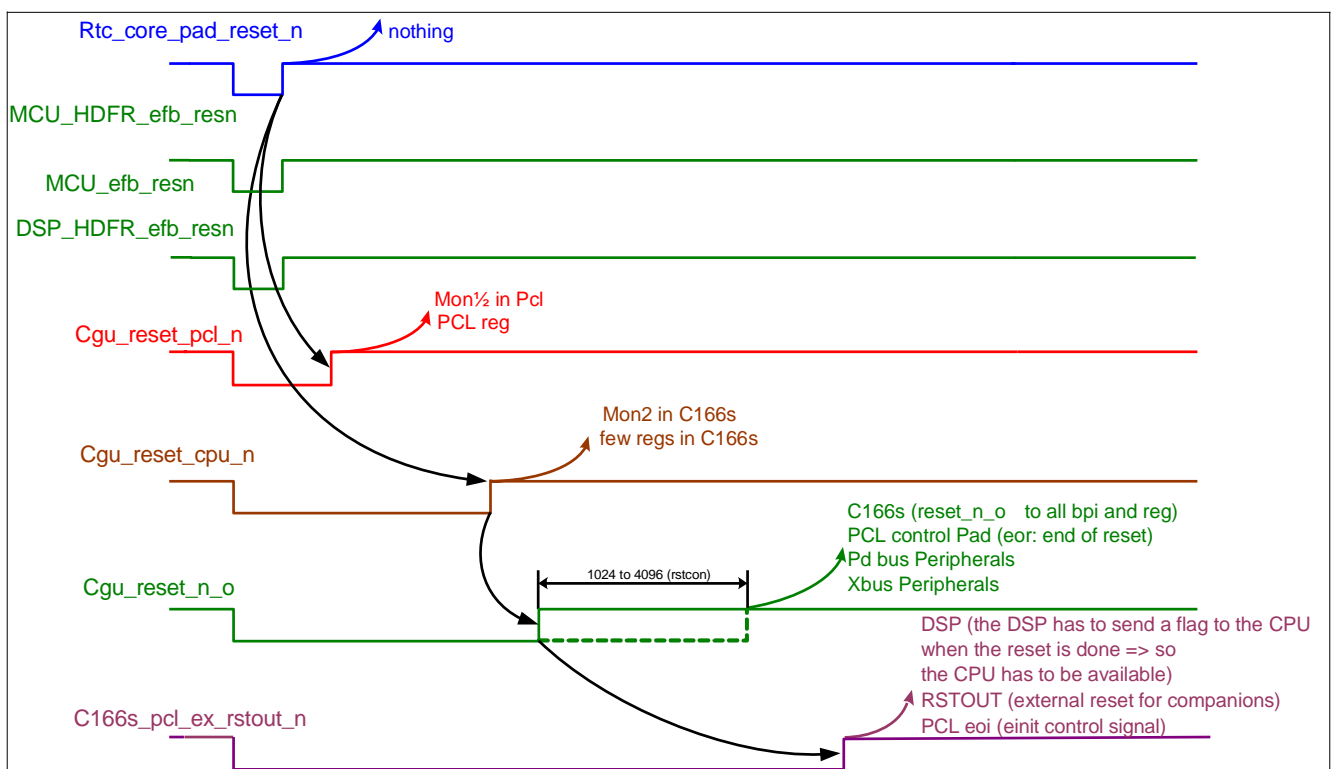 Rtc_core_pad_reset_n
nothing
MCU_HDFR_efb_resn
MCU_efb_resn
DSP_HDFR_efb_resn
Mon½ in Pcl
PCL reg
Cgu_reset_pcl_n
Mon2 in C166s
few regs in C166s
Cgu_reset_cpu_n
C166s (reset_n_o to all bpi and reg)
PCL control Pad (eor: end of reset)
Pd bus Peripherals
Xbus Peripherals
1024 to 4096 (rstcon)
Cgu_reset_n_o
DSP (the DSP has to send a flag to the CPU
when the reset is done => so
the CPU has to be available)
RSTOUT (external reset for companions)
PCL eoi (einit control signal)
C166s_pcl_ex_rstout_n